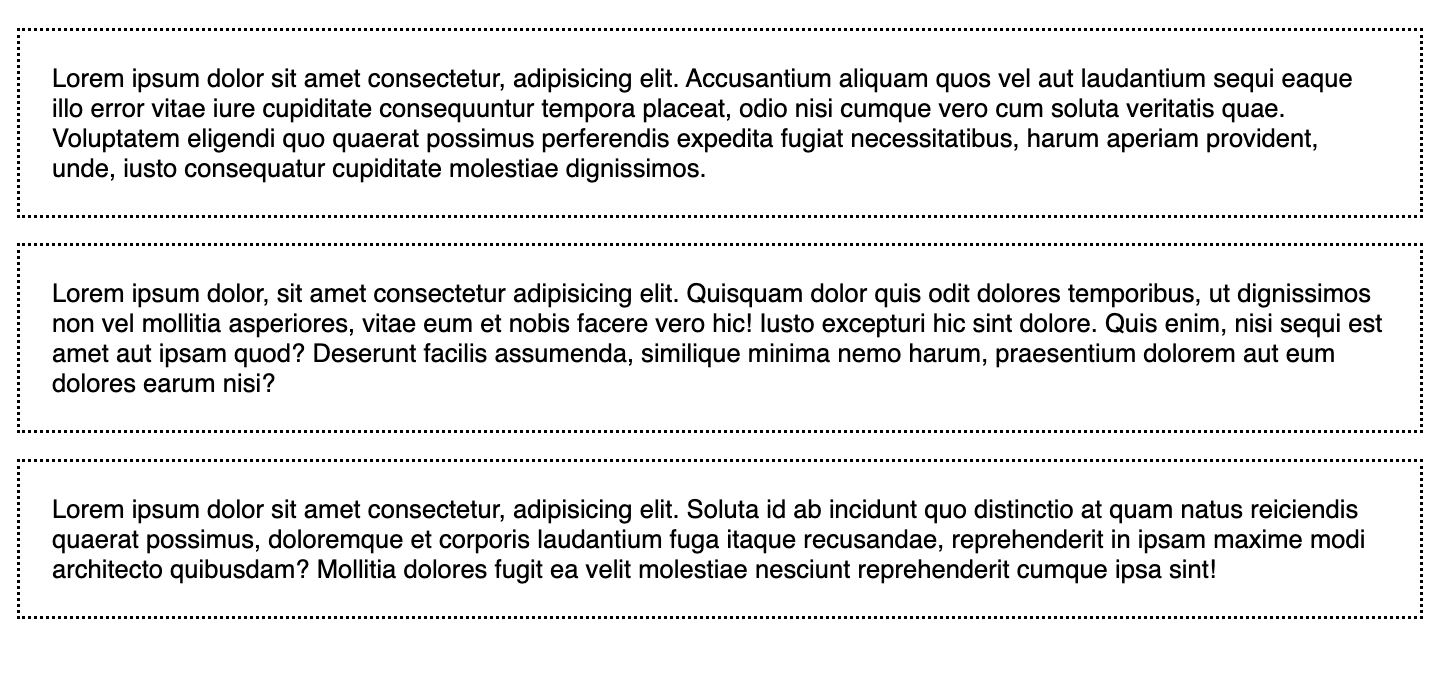 Lorem ipsum dolor sit amet consectetur, adipisicing elit. Accusantium aliquam quos vel aut laudantium sequi eaque
illo error vitae iure cupiditate consequuntur tempora placeat, odio nisi cumque vero cum soluta veritatis quae.
Voluptatem eligendi quo quaerat possimus perferendis expedita fugiat necessitatibus, harum aperiam provident,
unde, iusto consequatur cupiditate molestiae dignissimos.
Lorem ipsum dolor, sit amet consectetur adipisicing elit. Quisquam dolor quis odit dolores temporibus, ut dignissimos
non vel mollitia asperiores, vitae eum et nobis facere vero hic! Iusto excepturi hic sint dolore. Quis enim, nisi sequi est
amet aut ipsam quod? Deserunt facilis assumenda, similique minima nemo harum, praesentium dolorem aut eum
dolores earum nisi?
Lorem ipsum dolor sit amet consectetur, adipisicing elit. Soluta id ab incidunt quo distinctio at quam natus reiciendis
quaerat possimus, doloremque et corporis laudantium fuga itaque recusandae, reprehenderit in ipsam maxime modi
architecto quibusdam? Mollitia dolores fugit ea velit molestiae nesciunt reprehenderit cumque ipsa sint!